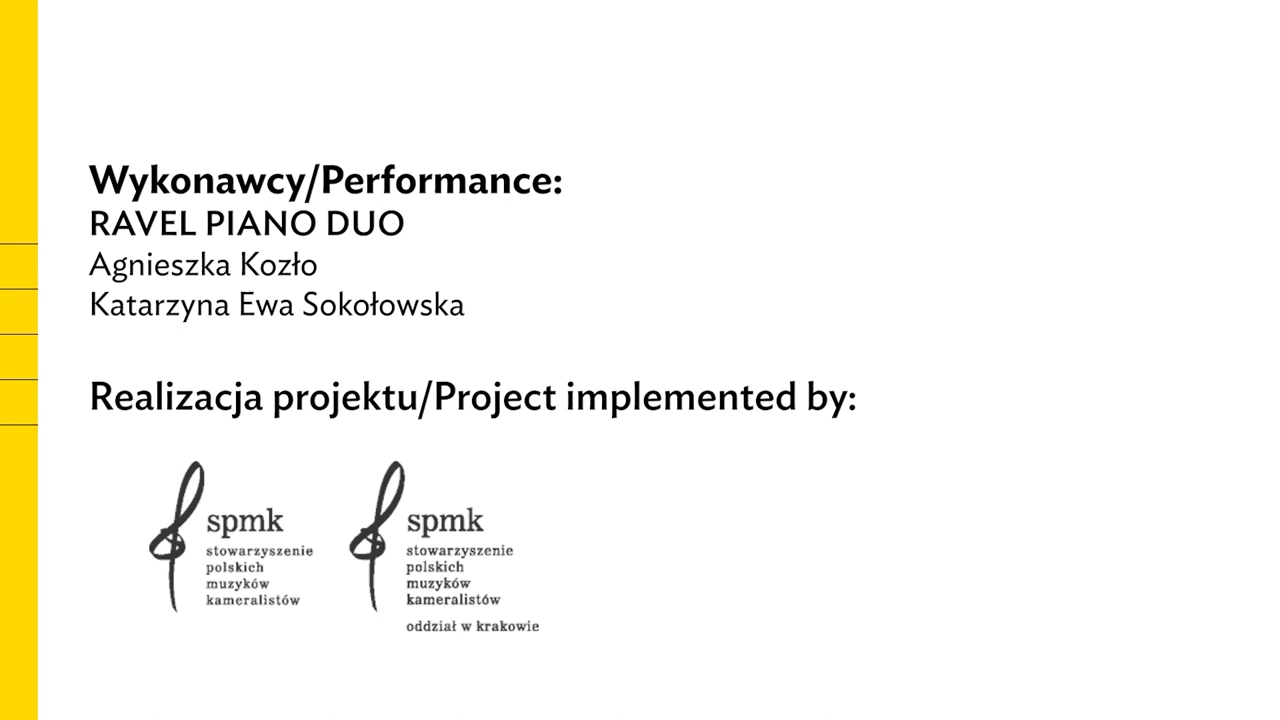 Wykonawcy/Performance:
RAVEL PIANO DUO
Agnieszka Kozło
Katarzyna Ewa Sokołowska
Realizacja projektu/Project implemented by:
spmk
stowarzyszenie
polskich
muzyków
kameralistów
spmk
stowarzyszenie
polskich
muzyków
kameralistów
oddział w krakowie